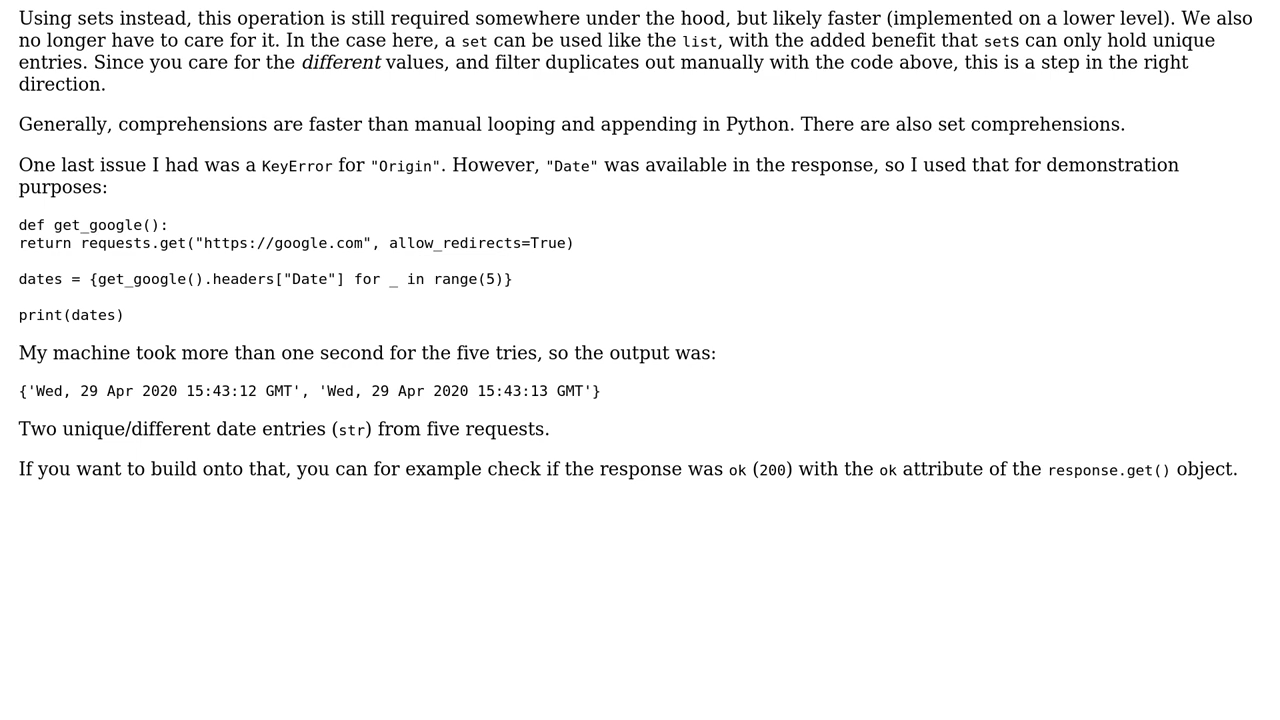 Using sets instead, this operation is still required somewhere under the hood, but likely faster (implemented on a lower level). We also
no longer have to care for it. In the case here, a set can be used like the list, with the added benefit that sets can only hold unique
entries. Since you care for the different values, and filter duplicates out manually with the code above, this is a step in the right
direction.
Generally, comprehensions are faster than manual looping and appending in Python. There are also set comprehensions.
One last issue I had was a KeyError for "Origin". However, "Date" was available in the response, so I used that for demonstration
purposes:
def get_google():
return requests.get("https://google.com", allow_redirects=True)
dates = {get_google().headers["Date"] for _ in range(5)}
print(dates)
My machine took more than one second for the five tries, so the output was:
{'Wed, 29 Apr 2020 15:43:12 GMT', 'Wed, 29 Apr 2020 15:43:13 GMT'}
Two unique/different date entries (str) from five requests.
If you want to build onto that, you can for example check if the response was ok (200) with the ok attribute of the response.get() object.